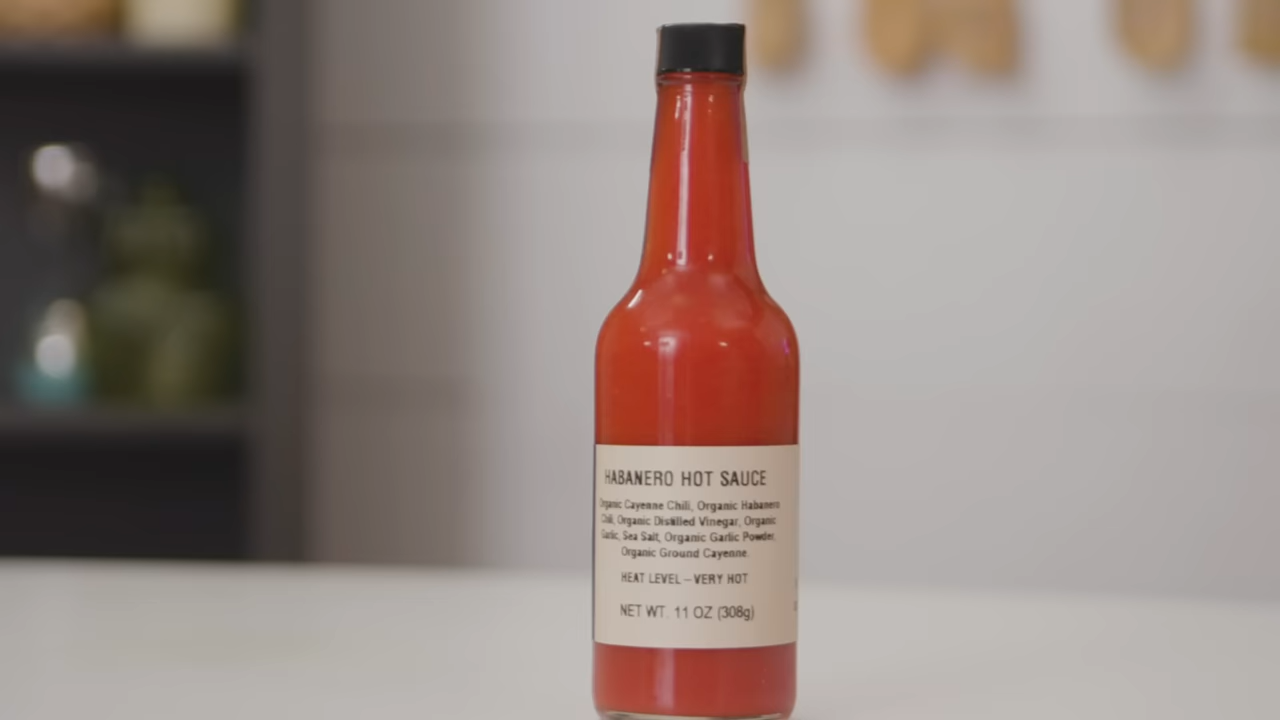 HABANERO HOT SAUCE
Organic Cayenne Chili, Organic Habanero
Chili, Organic Distilled Vinegar, Organic
Garlic, Sea Salt, Organic Garlic Powder,
Organic Ground Cayenne.
HEAT LEVEL – VERY HOT
NET WT. 11 OZ (308g)